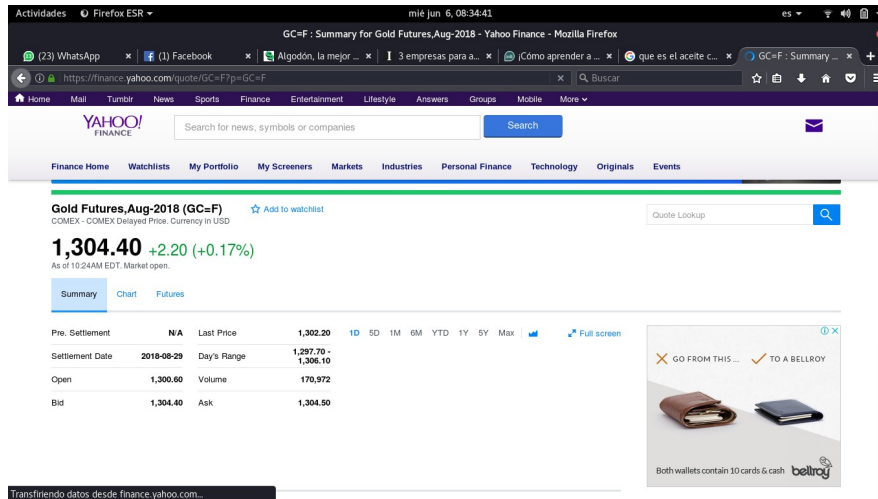 Actividades Firefox ESR mié jun 6, 08:34:41 es
GC=F : Summary for Gold Futures,Aug-2018 - Yahoo Finance - Mozilla Firefox
(23) WhatsApp × (1) Facebook × Algodón, la mejor ... × 3 empresas para a... × ¡Cómo aprender a ... × que es el aceite c... × GC=F : Summary ... × +
https://finance.yahoo.com/quote/GC=F?p=GC=F Buscar
Home Mail Tumblr News Sports Finance Entertainment Lifestyle Answers Groups Mobile More
YAHOO!
FINANCE
Search for news, symbols or companies Search
Finance Home Watchlists My Portfolio My Screeners Markets Industries Personal Finance Technology Originals Events
Gold Futures,Aug-2018 (GC=F) Add to watchlist
COMEX - COMEX Delayed Price. Currency in USD
Quote Lookup
1,304.40 +2.20 (+0.17%)
As of 10:24AM EDT. Market open.
Summary Chart Futures
Pre. Settlement N/A Last Price 1,302.20
1D 5D 1M 6M YTD 1Y 5Y Max Full screen
Settlement Date 2018-08-29 Day's Range 1,297.70 -
1,306.10
Open 1,300.60 Volume 170,972
Bid 1,304.40 Ask 1,304.50
GO FROM THIS ... TO A BELLROY
Both wallets contain 10 cards & cash bellroy
Transfiriendo datos desde finance.yahoo.com...